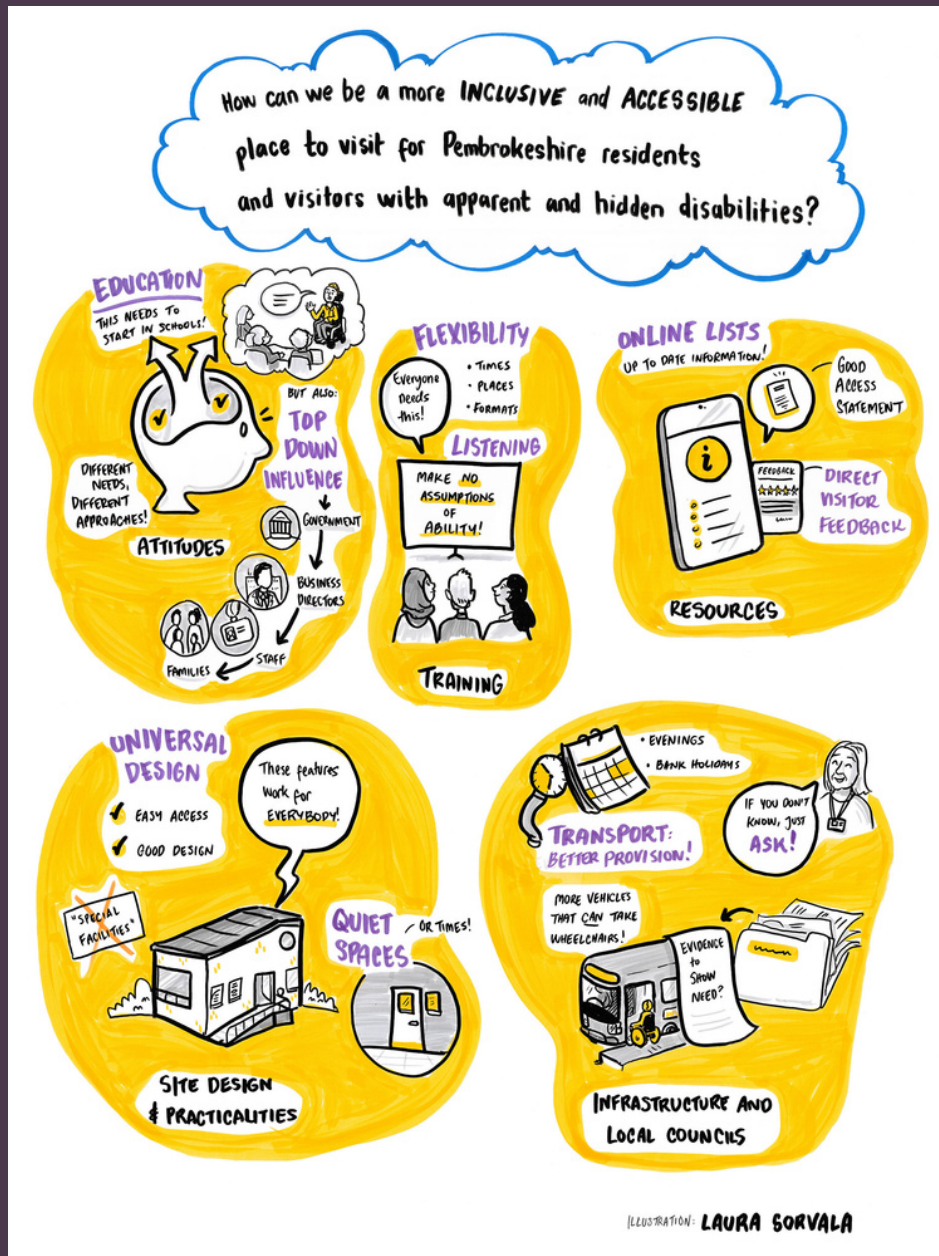 How can we be a more INCLUSIVE and ACCESSIBLE
place to visit for Pembrokeshire residents
and visitors with apparent and hidden disabilities?
EDUCATION
THIS NEEDS TO
START IN SCHOOLS!
BUT ALSO:
TOP
DOWN
INFLUENCE
GOVERNMENT
BUSINESS
DIRECTORS
STAFF
FAMILIES
DIFFERENT
NEEDS,
DIFFERENT
APPROACHES!
ATTITUDES
FLEXIBILITY
Everyone
needs
this!
• TIMES
• PLACES
• FORMATS
LISTENING
MAKE NO
ASSUMPTIONS
OF
ABILITY!
TRAINING
ONLINE LISTS
UP TO DATE INFORMATION!
GOOD
ACCESS
STATEMENT
i
FEEDBACK
DIRECT
VISITOR
FEEDBACK
RESOURCES
UNIVERSAL
DESIGN
✓ EASY ACCESS
✓ GOOD DESIGN
These features
work for
EVERYBODY!
"SPECIAL
FACILITIES"
QUIET
SPACES
OR TIMES!
SITE DESIGN
& PRACTICALITIES
• EVENINGS
• BANK HOLIDAYS
IF YOU DON'T
KNOW, JUST
ASK!
TRANSPORT:
BETTER PROVISION!
MORE VEHICLES
THAT CAN TAKE
WHEELCHAIRS!
EVIDENCE
to
SHOW
NEED?
INFRASTRUCTURE AND
LOCAL COUNCILS
ILLUSTRATION: LAURA SORVALA